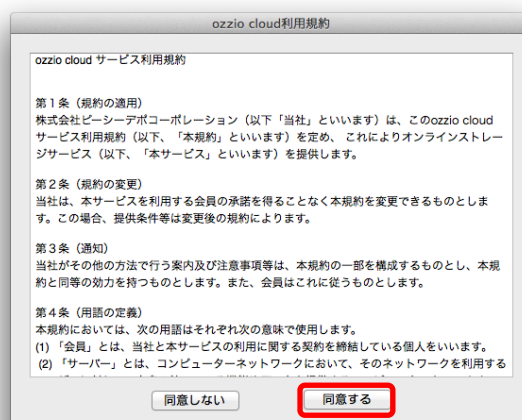 ozzio cloud利用規約
ozzio cloud サービス利用規約
第１条（規約の適用）
株式会社ピーシーデポコーポレーション（以下「当社」といいます）は、このozzio cloud
サービス利用規約（以下、「本規約」といいます）を定め、これによりオンラインストレー
ジサービス（以下、「本サービス」といいます）を提供します。
第２条（規約の変更）
当社は、本サービスを利用する会員の承諾を得ることなく本規約を変更できるものとしま
す。この場合、提供条件等は変更後の規約によります。
第３条（通知）
当社がその他の方法で行う案内及び注意事項等は、本規約の一部を構成するものとし、本規
約と同等の効力を持つものとします。また、会員はこれに従うものとします。
第４条（用語の定義）
本規約においては、次の用語はそれぞれ次の意味で使用します。
(1) 「会員」とは、当社と本サービスの利用に関する契約を締結している個人をいいます。
(2) 「サーバー」とは、コンピューターネットワークにおいて、そのネットワークを利用する
同意しない
同意する